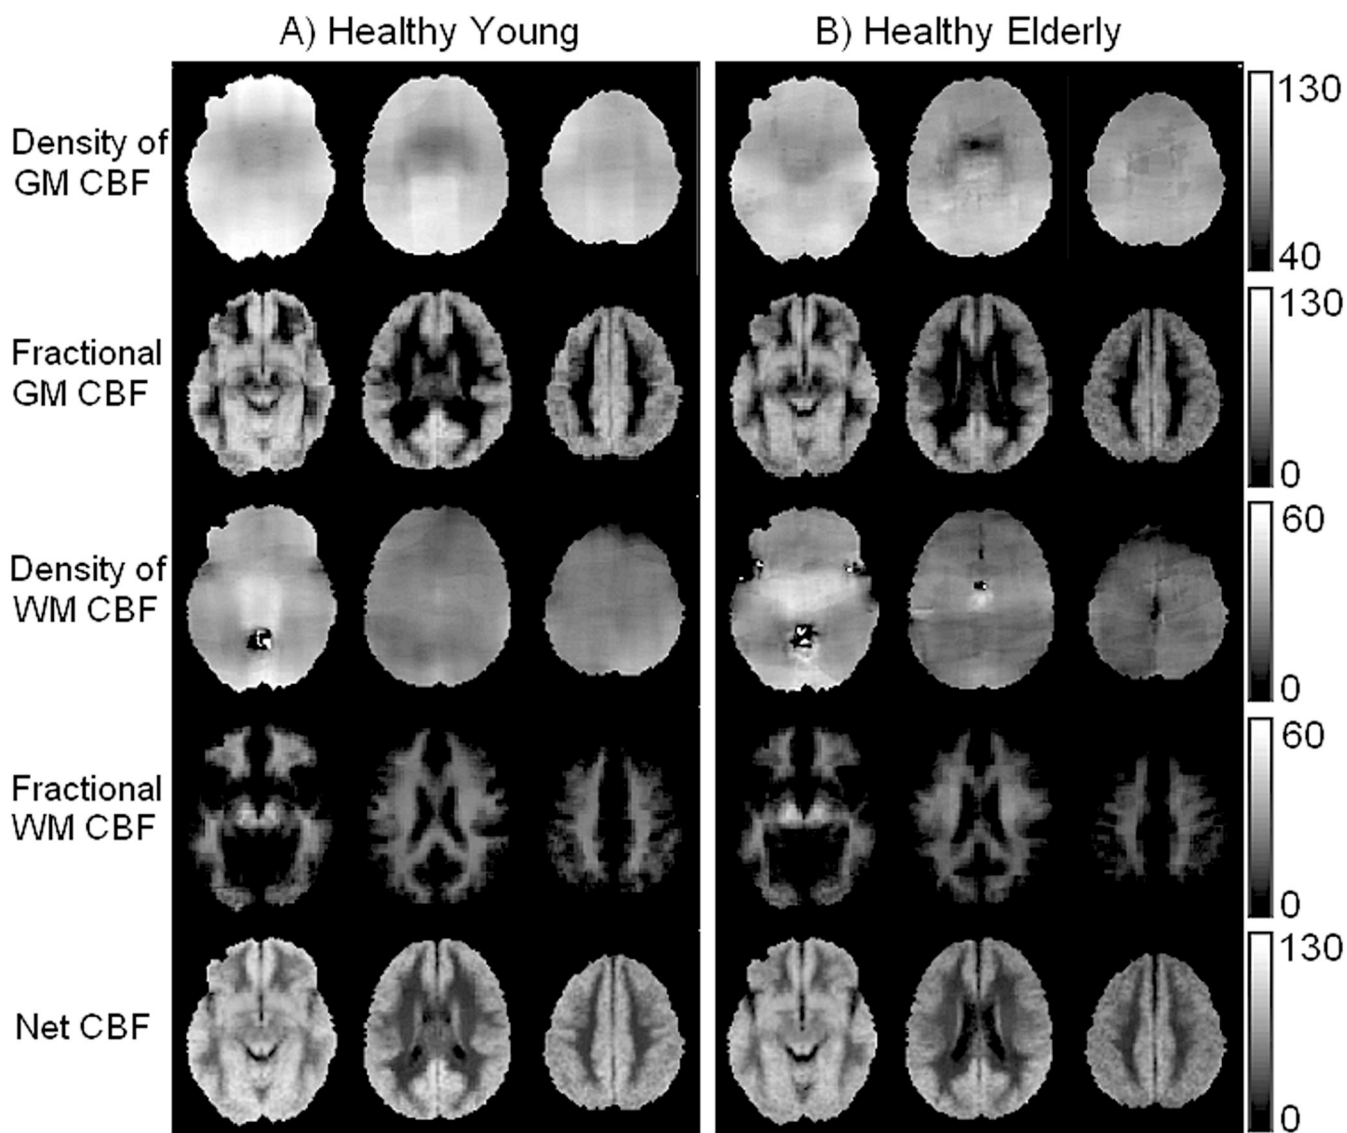 A) Healthy Young
B) Healthy Elderly
Density of
GM CBF
130
40
Fractional
GM CBF
130
0
Density of
WM CBF
60
0
Fractional
WM CBF
60
0
Net CBF
130
0